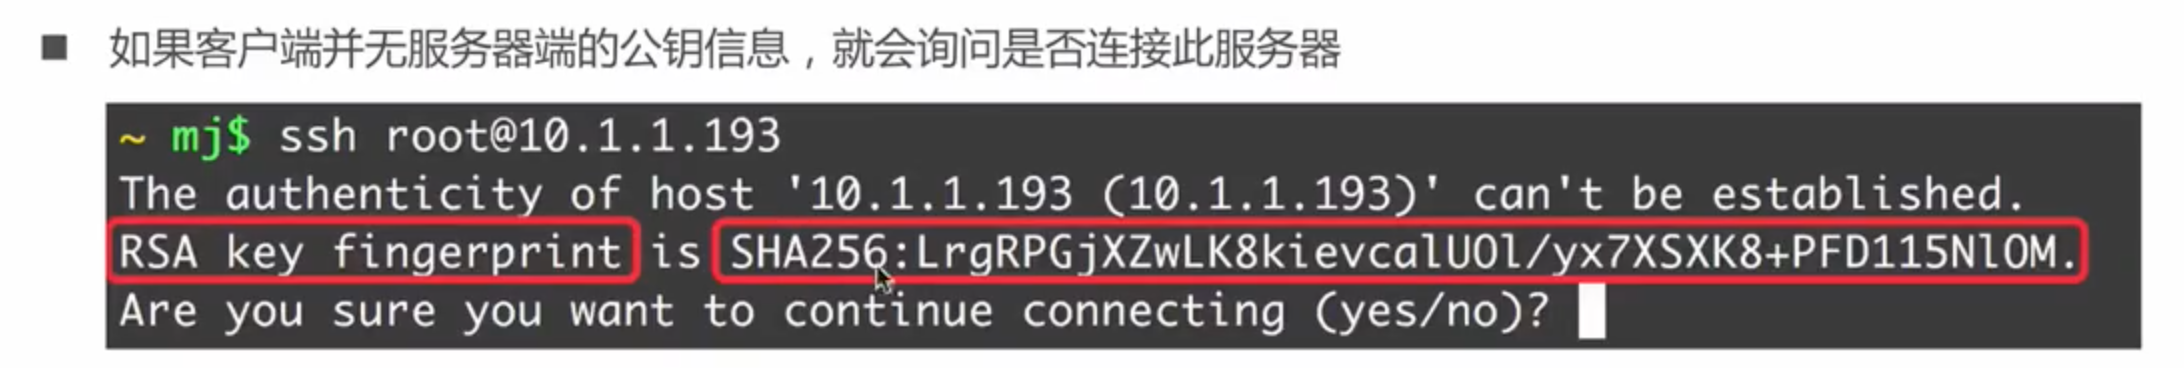 如果客户端并无服务器端的公钥信息，就会询问是否连接此服务器
~ mj$ ssh root@10.1.1.193
The authenticity of host '10.1.1.193 (10.1.1.193)' can't be established.
RSA key fingerprint is SHA256:LrgRPGjXZwLK8kievcalUOl/yx7XSXK8+PFD115NlOM.
Are you sure you want to continue connecting (yes/no)?